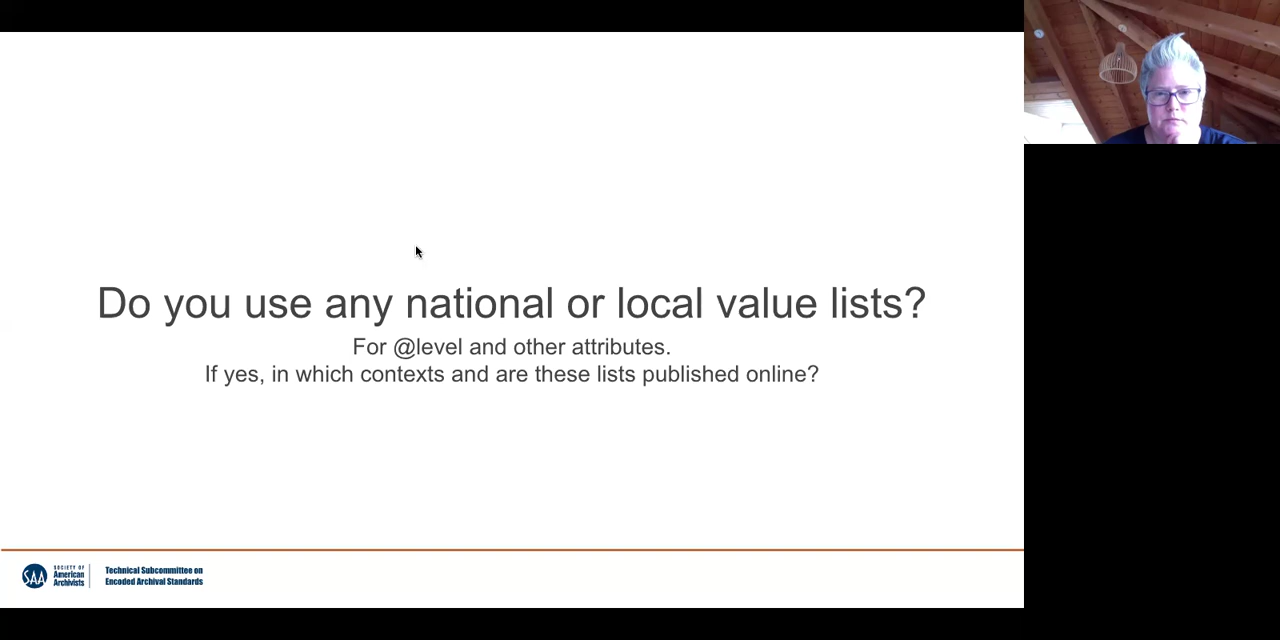 Do you use any national or local value lists?
For @level and other attributes.
If yes, in which contexts and are these lists published online?
SAA
SOCIETY OF
American
Archivists
Technical Subcommittee on
Encoded Archival Standards